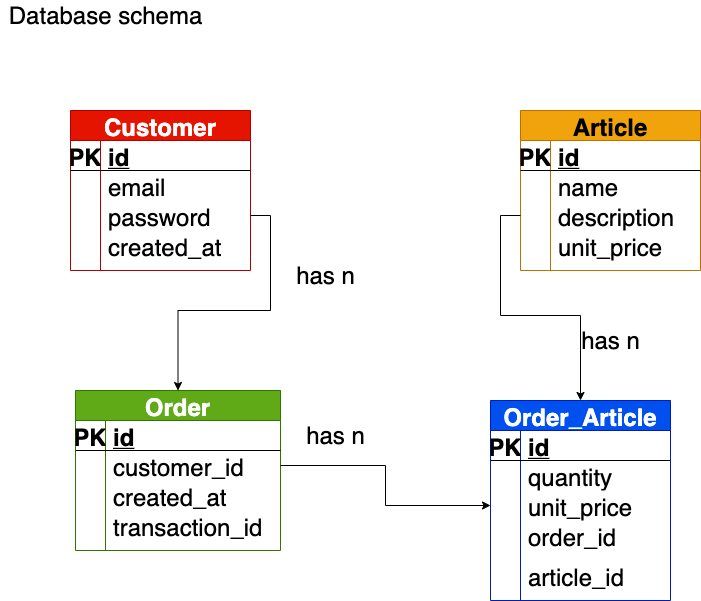 Database schema
Customer
PK id
email
password
created_at
Article
PK id
name
description
unit_price
has n
has n
Order
PK id
customer_id
created_at
transaction_id
has n
Order_Article
PK id
quantity
unit_price
order_id
article_id